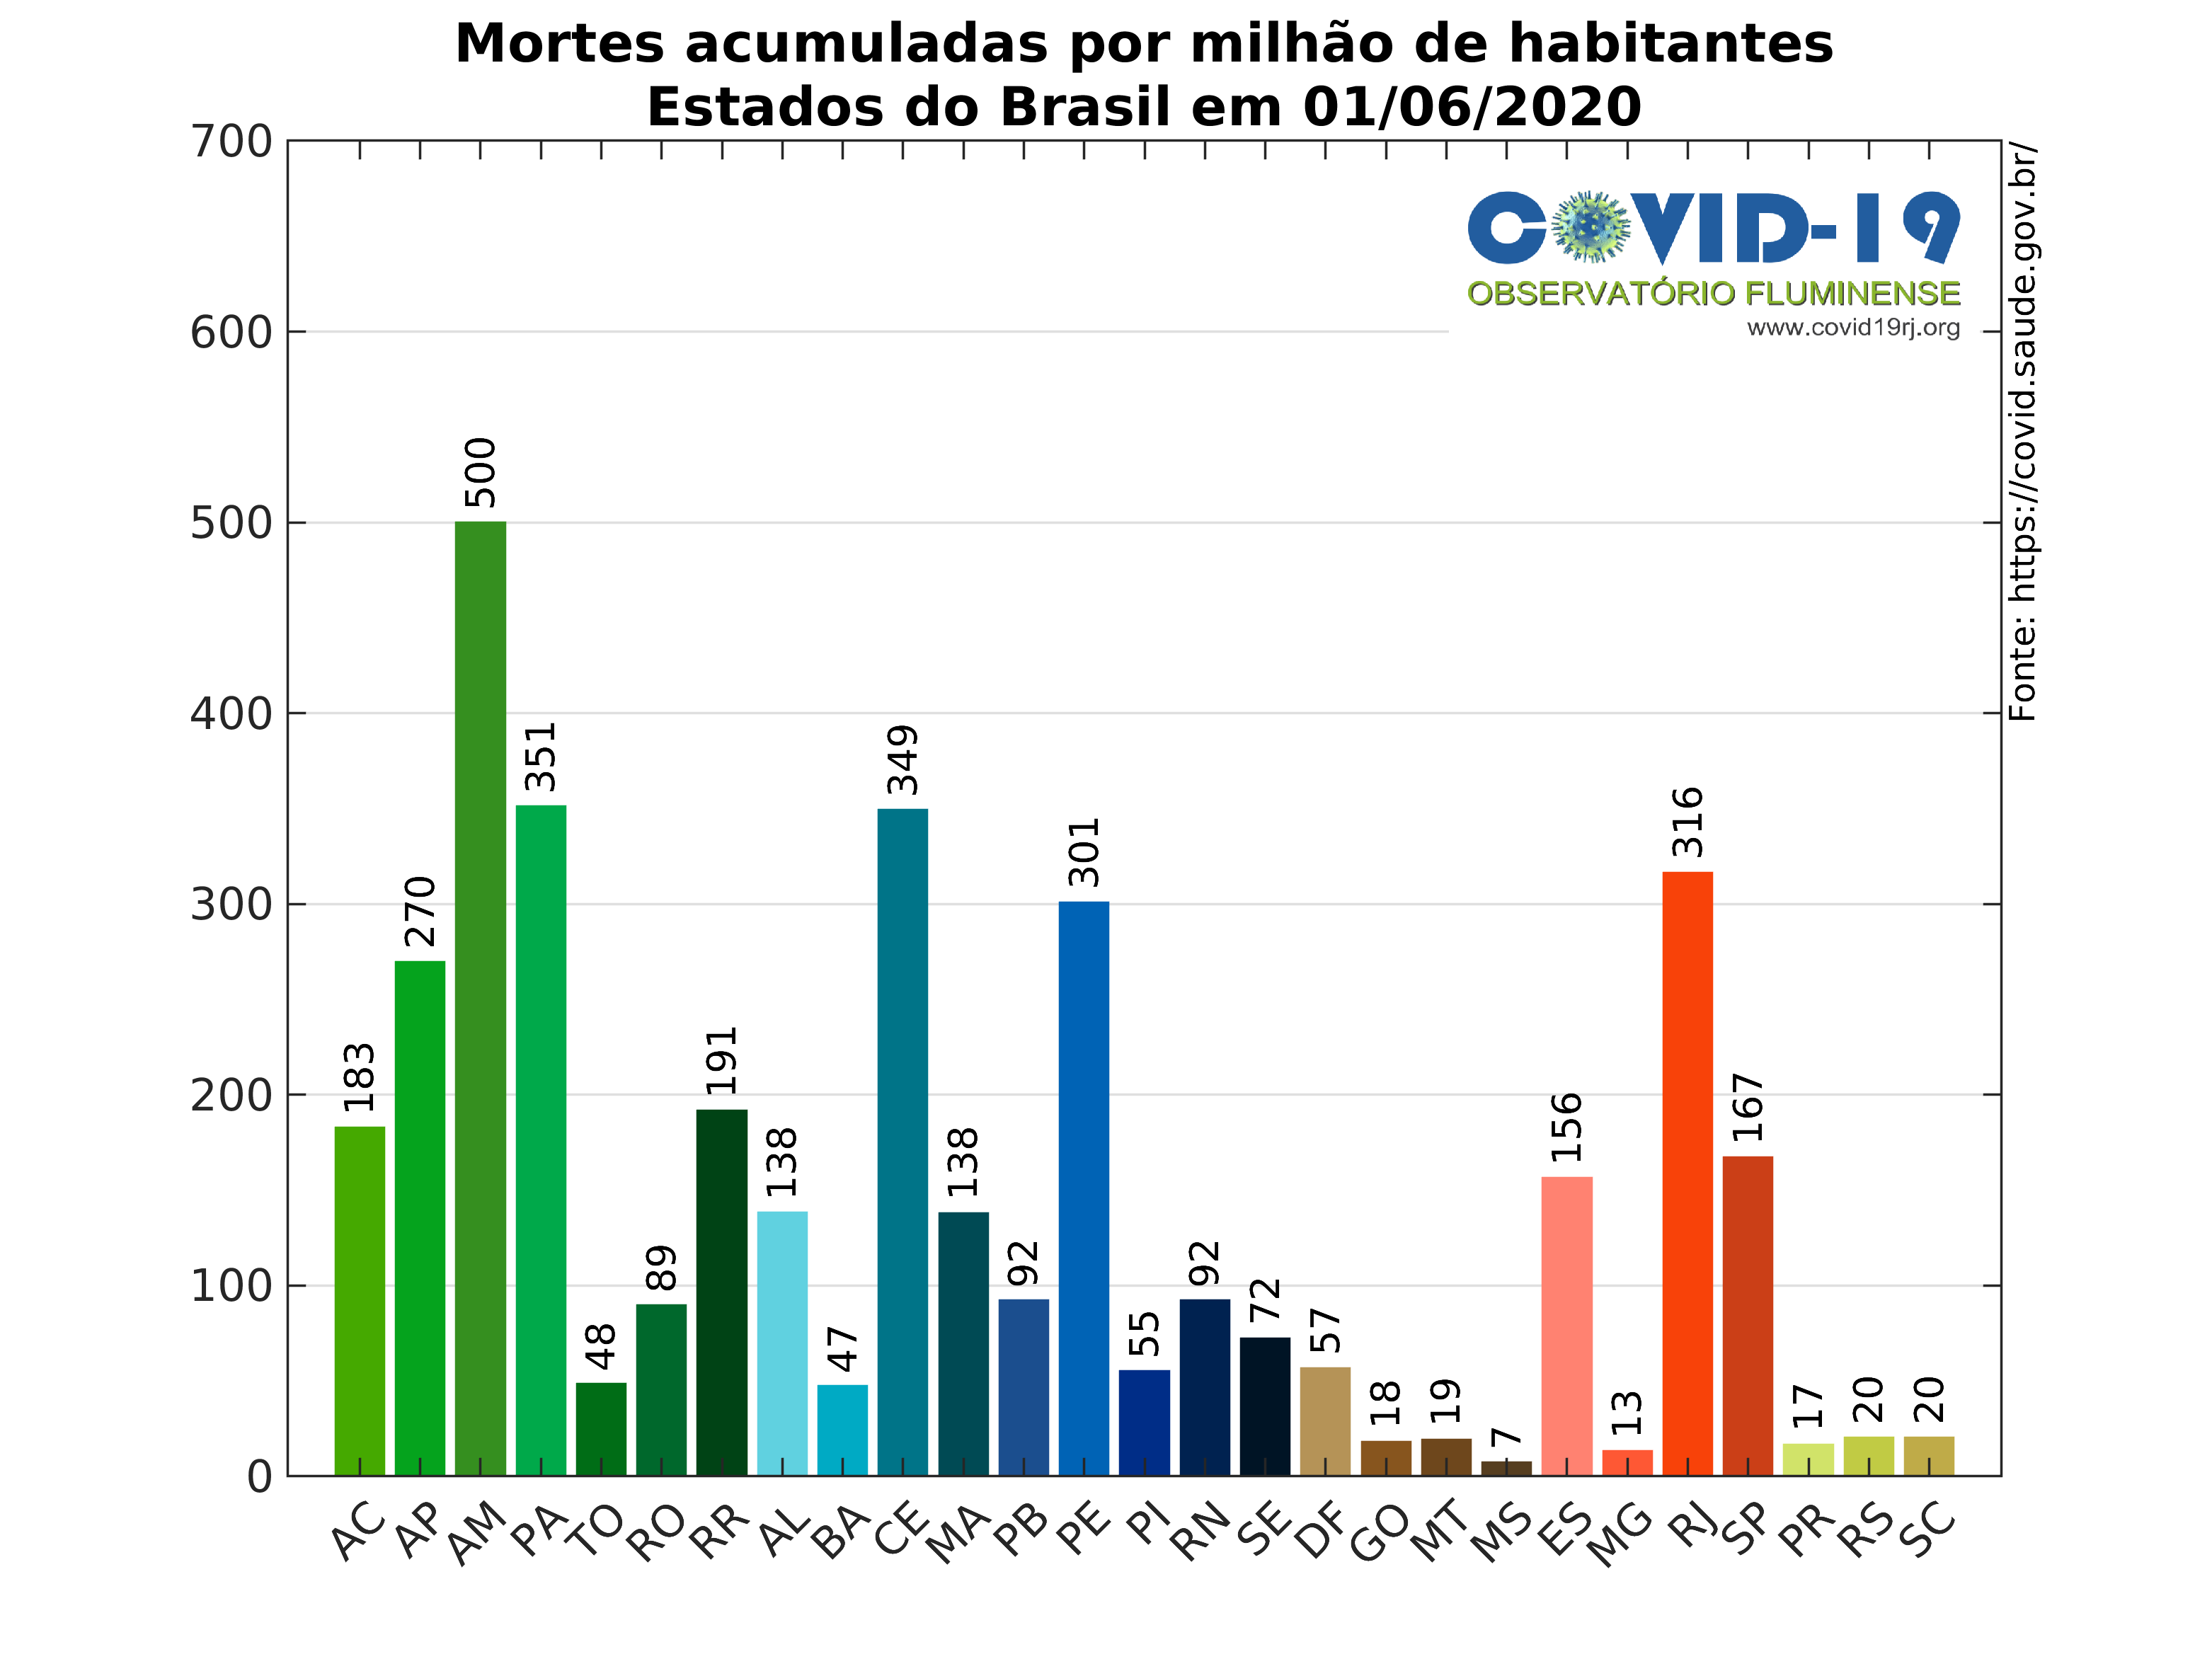 Mortes acumuladas por milhão de habitantes
Estados do Brasil em 01/06/2020
700
600
500
400
300
200
100
0
COVID-19
OBSERVATÓRIO FLUMINENSE
www.covid19rj.org
Fonte: https://covid.saude.gov.br/
183
270
500
351
48
89
191
138
47
349
138
92
301
55
92
72
57
18
19
7
156
13
316
167
17
20
20
AC
AP
AM
PA
TO
RO
RR
AL
BA
CE
MA
PB
PE
PI
RN
SE
DF
GO
MT
MS
ES
MG
RJ
SP
PR
RS
SC